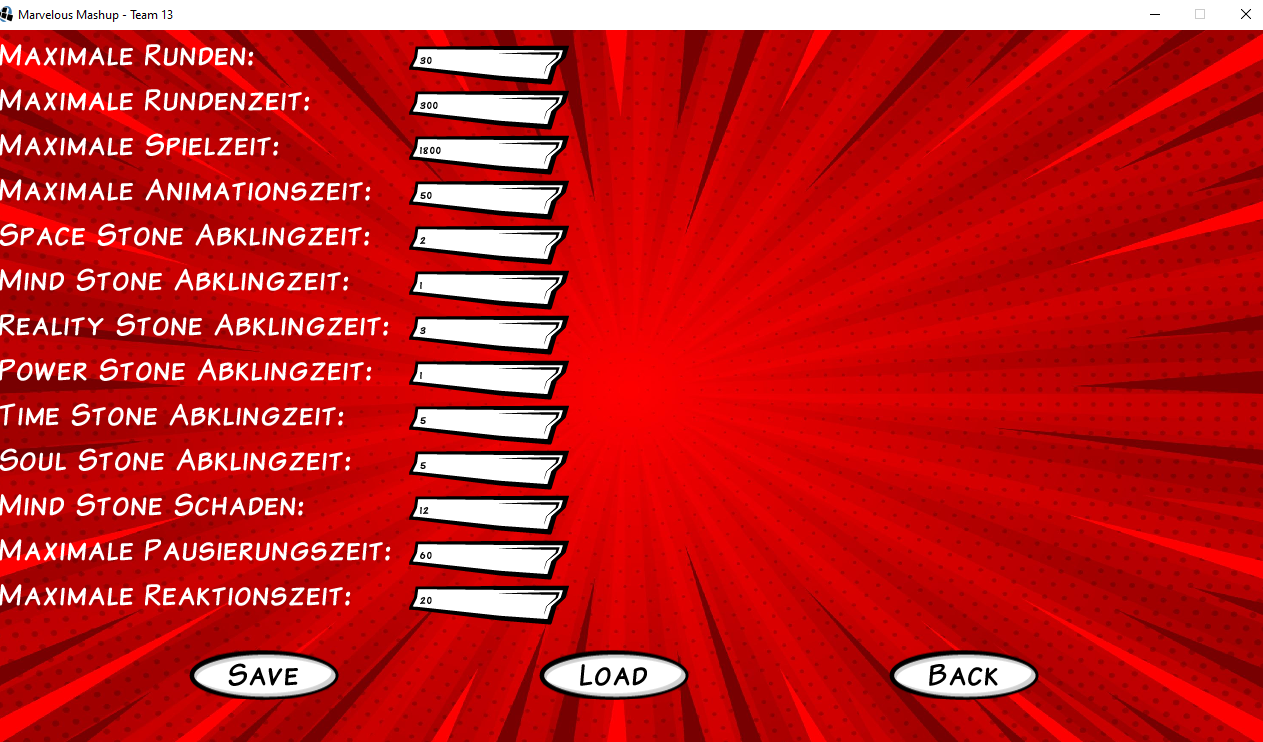 Marvelous Mashup - Team 13
Maximale Runden: 30
Maximale Rundenzeit: 300
Maximale Spielzeit: 1800
Maximale Animationszeit: 50
Space Stone Abklingzeit: 2
Mind Stone Abklingzeit: 1
Reality Stone Abklingzeit: 3
Power Stone Abklingzeit: 1
Time Stone Abklingzeit: 5
Soul Stone Abklingzeit: 5
Mind Stone Schaden: 12
Maximale Pausierungszeit: 60
Maximale Reaktionszeit: 20
Save Load Back